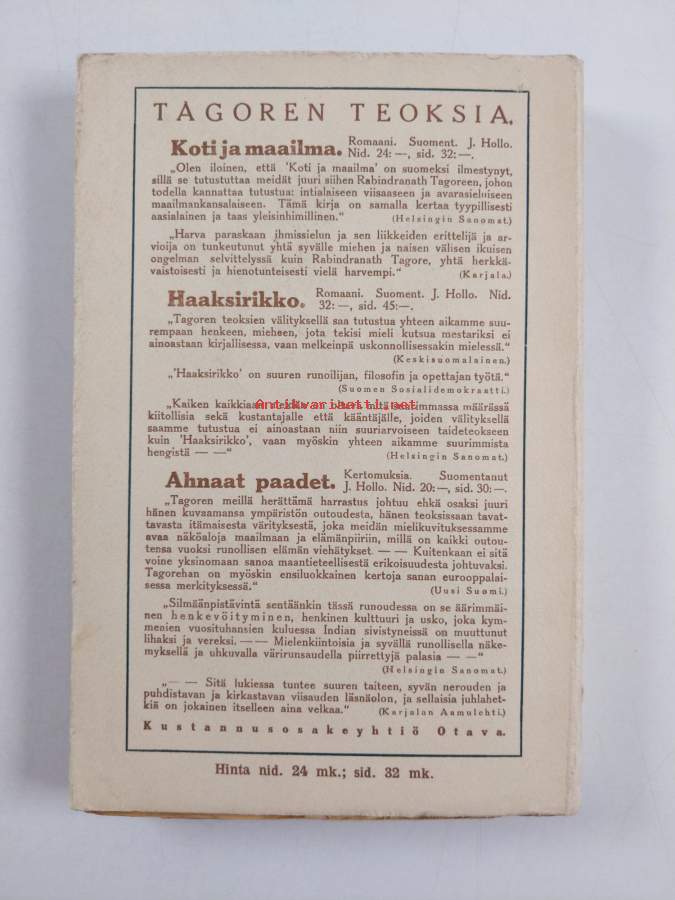 TAGOREN TEOKSIA.
Koti ja maailma. Romaani. Suoment. J. Hollo.
Nid. 24: —, sid. 32: —.
„Olen iloinen, että 'Koti ja maailma' on suomeksi ilmestynyt,
sillä se tutustuttaa meidät juuri siihen Rabindranath Tagoreen, johon
todella kannattaa tutustua: intialaiseen viisaaseen ja avarasieluiseen
maailmankansalaiseen. Tämä kirja on samalla kertaa tyypillisesti
aasialainen ja taas yleisinhimillinen.“ (Helsingin Sanomat.)
„Harva paraskaan ihmissielun ja sen liikkeiden erittelijä ja ar-
vioija on tunkeutunut yhtä syvälle miehen ja naisen välisen ikuisen
ongelman selvittelyssä kuin Rabindranath Tagore, yhtä herkkä-
vaistoisesti ja hienotunteisesti vielä harvempi.“ (Karjala.)
Haaksirikko. Romaani. Suoment. J. Hollo. Nid.
32: —, sid. 45: —.
„Tagoren teoksien välityksellä saa tutustua yhteen aikamme suu-
rempaan henkeen, mieheen, jota tekisi mieli kutsua mestariksi ei
ainoastaan kirjallisessa, vaan melkeinpä uskonnollisessakin mielessä.“
(Keskisuomalainen.)
„'Haaksirikko' on suuren runoilijan, filosofin ja opettajan työtä.“
(Suomen Sosialidemokraatti.)
„Kaiken kaikkiaan: on oltava mitä suurimmassa määrässä
Antikvariaatti.net
kiitollisia sekä kustantajalle että kääntäjälle, joiden välityksellä
saamme tutustua ei ainoastaan niin suuriarvoiseen taideteokseen
kuin 'Haaksirikko', vaan myöskin yhteen aikamme suurimmista
hengistä — —“ (Helsingin Sanomat.)
Ahnaat paadet. Kertomuksia. Suomentanut
J. Hollo. Nid. 20: —, sid. 30: —.
„Tagoren meillä herättämä harrastus johtuu ehkä osaksi juuri
hänen kuvaamansa ympäristön outoudesta, hänen teoksissaan tavat-
tavasta itämaisesta värityksestä, joka meidän mielikuvituksessamme
avaa näköaloja maailmaan ja elämänpiiriin, millä on kaikki outou-
tensa vuoksi runollisen elämän viehätykset — — Kuitenkaan ei sitä
voine yksinomaan sanoa maantieteellisestä erikoisuudesta johtuvaksi.
Tagorehan on myöskin ensiluokkainen kertoja sanan eurooppalai-
sessa merkityksessä.“ (Uusi Suomi.)
„Silmäänpistävintä sentäänkin tässä runoudessa on se äärimmäi-
nen henkevöityminen, henkinen kulttuuri ja usko, joka kym-
menien vuosituhansien kuluessa Indian sivistyneissä on muuttunut
lihaksi ja vereksi. — — Mielenkiintoisia ja syvällä runollisella näke-
myksellä ja uhkuvalla värirunsaudella piirrettyjä palasia — —“
(Helsingin Sanomat.)
„— — Sitä lukiessa tuntee suuren taiteen, syvän nerouden ja
puhdistavan ja kirkastavan viisauden läsnäolon, ja sellaisia juhlahet-
kiä on jokainen itselleen aina velkaa.“ (Karjalan Aamulehti.)
Kustannusosakeyhtiö Otava.
Hinta nid. 24 mk.; sid. 32 mk.